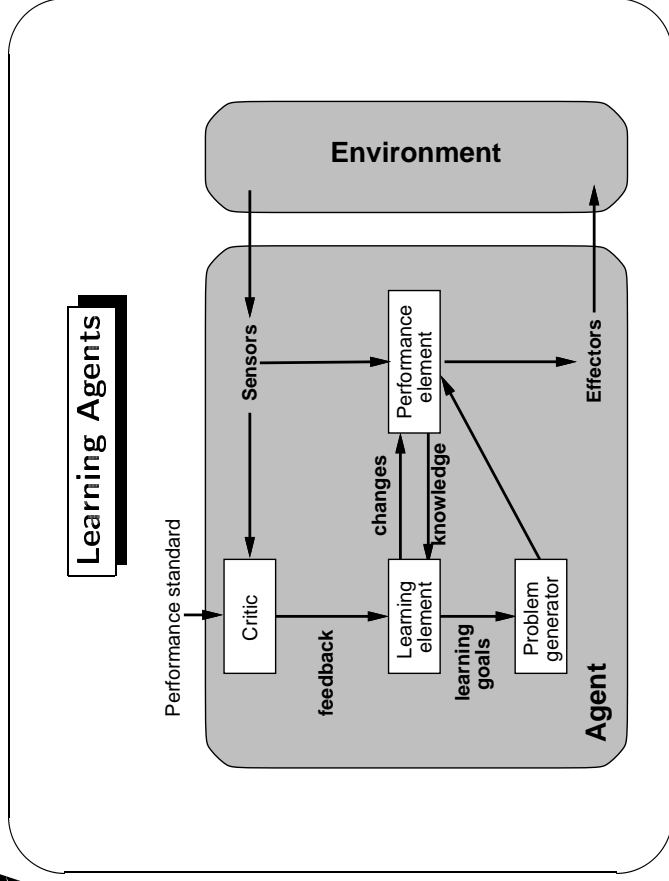 Learning Agents
Performance standard
Critic
Sensors
feedback
changes
knowledge
Learning
element
Performance
element
learning
goals
Problem
generator
Effectors
Agent
Environment